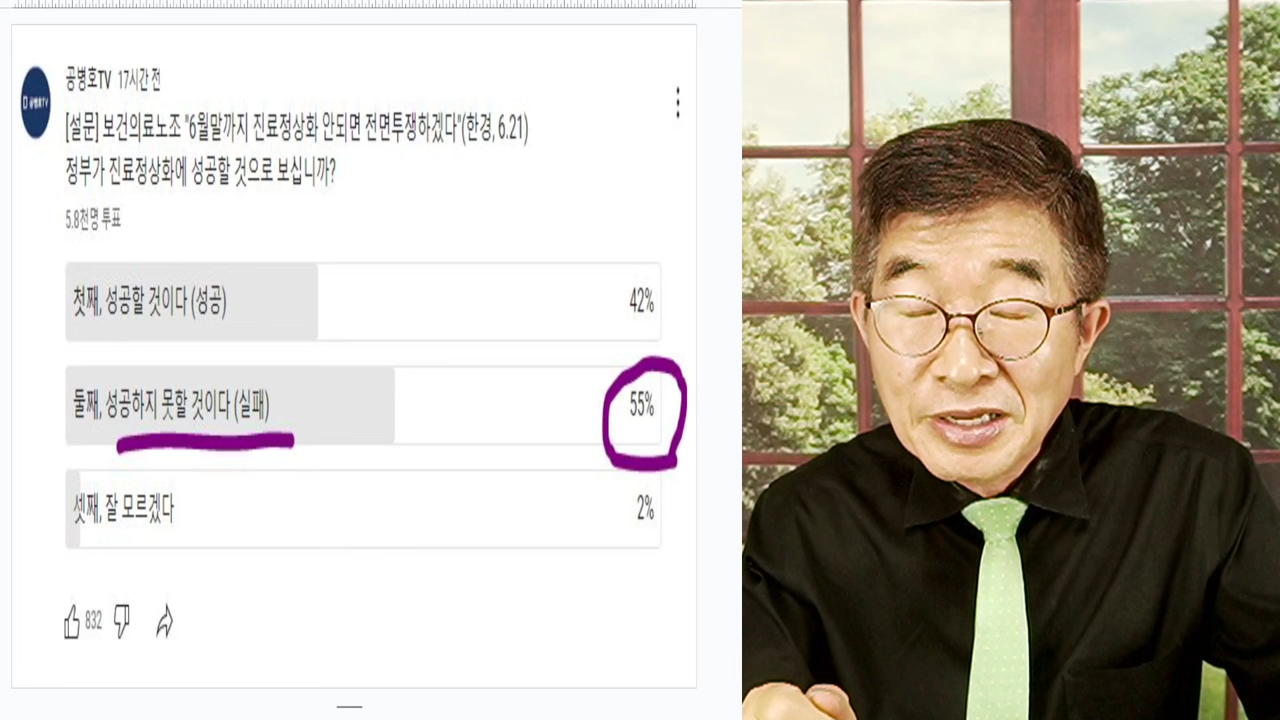 공병호TV
공병호TV 17시간 전
[설문] 보건의료노조 "6월말까지 진료정상화 안되면 전면투쟁하겠다"(한경, 6.21)
정부가 진료정상화에 성공할 것으로 보십니까?
5.8천명 투표
첫째, 성공할 것이다 (성공) 42%
둘째, 성공하지 못할 것이다 (실패) 55%
셋째, 잘 모르겠다 2%
832